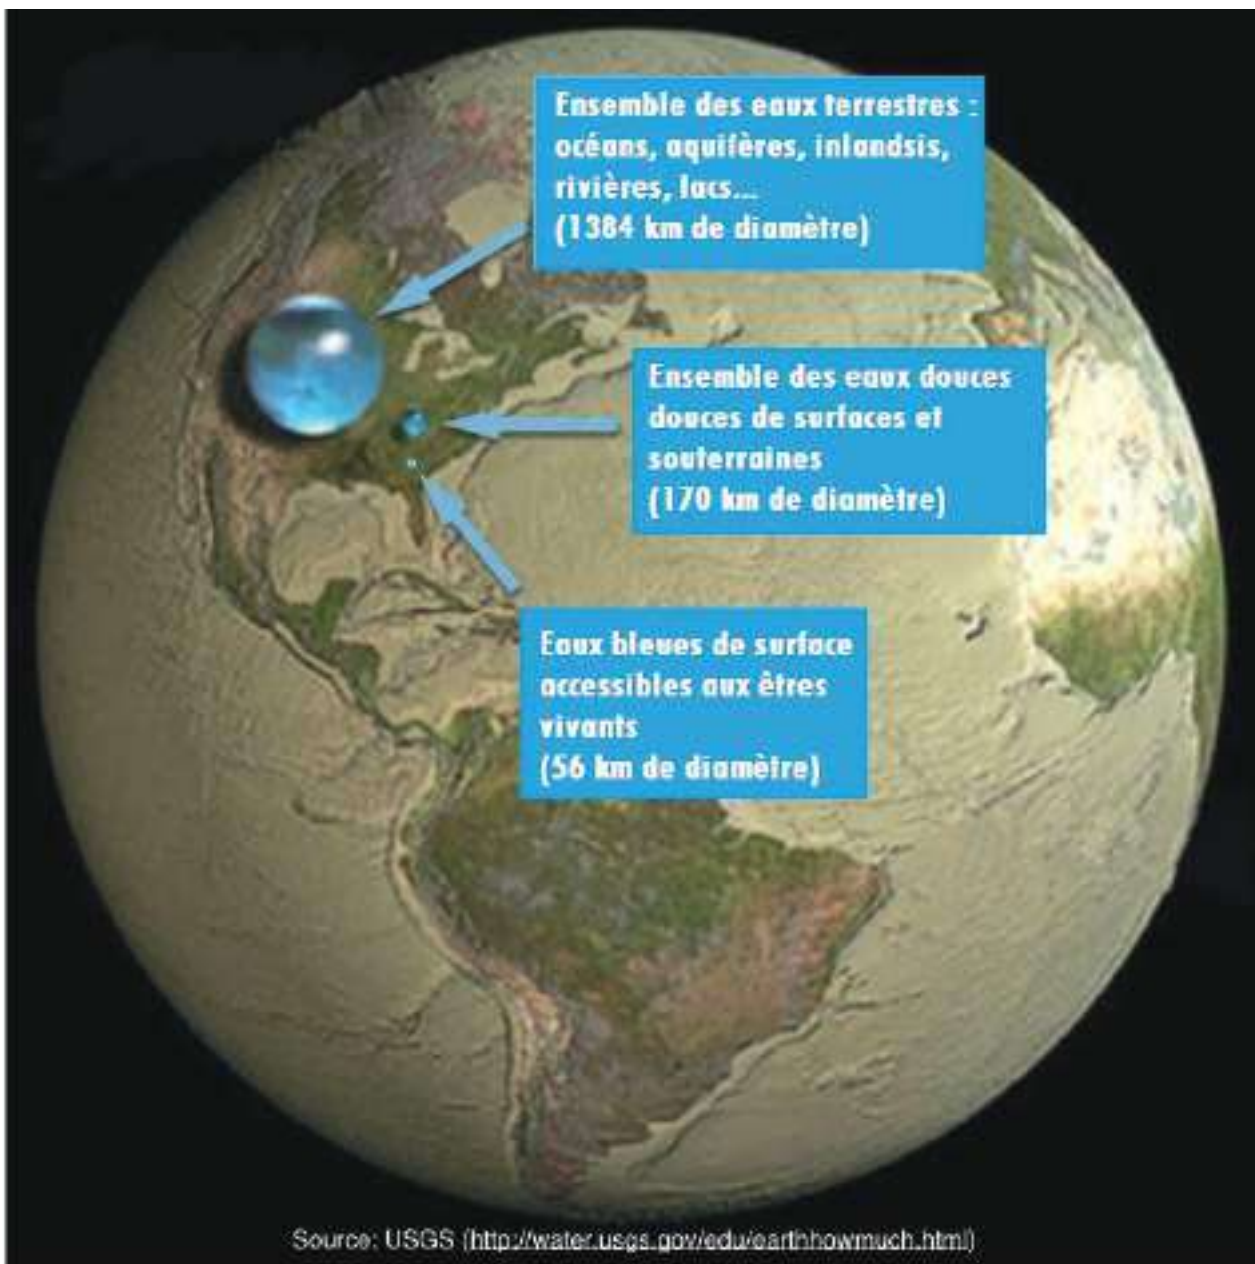 Ensemble des eaux terrestres :
océans, aquifères, inlandsis,
rivières, lacs...
(1384 km de diamètre)
Ensemble des eaux douces
douces de surfaces et
souterraines
(170 km de diamètre)
Eaux bleues de surface
accessibles aux êtres
vivants
(56 km de diamètre)
Source: USGS (http://water.usgs.gov/edu/earthhowmuch.html)